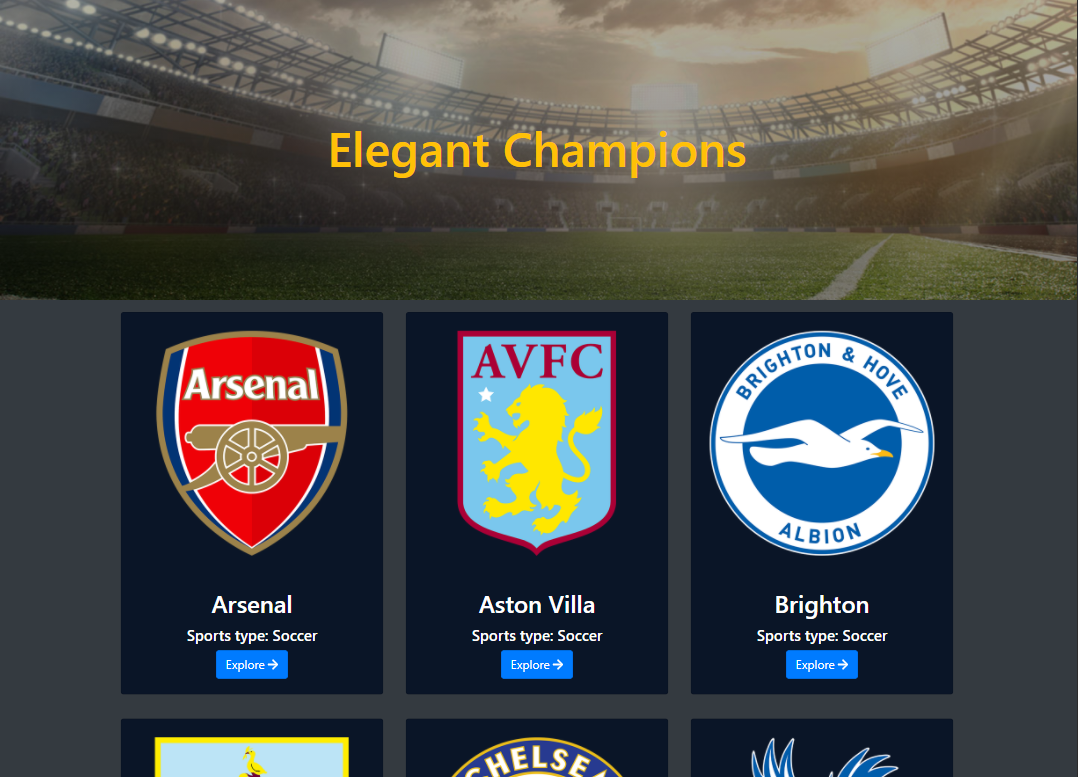 Elegant Champions
Arsenal
AVFC
BRIGHTON & HOVE
ALBION
Arsenal
Aston Villa
Brighton
Sports type: Soccer
Sports type: Soccer
Sports type: Soccer
Explore
Explore
Explore
CHELSEA